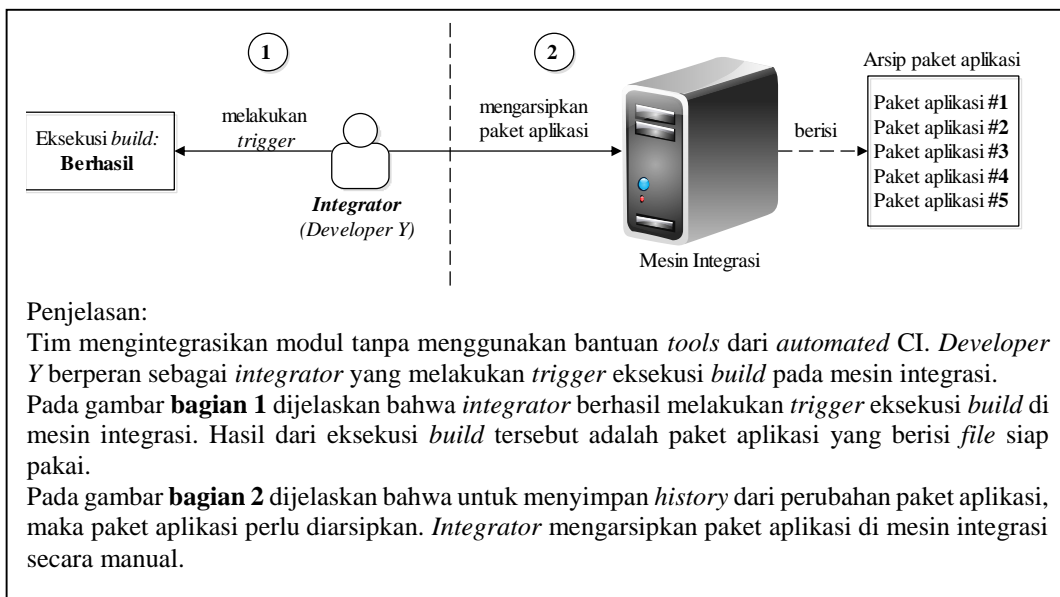 1
2
Arsip paket aplikasi
Eksekusi build:
Berhasil
melakukan
trigger
mengarsipkan
paket aplikasi
berisi
Paket aplikasi #1
Paket aplikasi #2
Paket aplikasi #3
Paket aplikasi #4
Paket aplikasi #5
Integrator
(Developer Y)
Mesin Integrasi
Penjelasan:
Tim mengintegrasikan modul tanpa menggunakan bantuan tools dari automated CI. Developer
Y berperan sebagai integrator yang melakukan trigger eksekusi build pada mesin integrasi.
Pada gambar bagian 1 dijelaskan bahwa integrator berhasil melakukan trigger eksekusi build di
mesin integrasi. Hasil dari eksekusi build tersebut adalah paket aplikasi yang berisi file siap
pakai.
Pada gambar bagian 2 dijelaskan bahwa untuk menyimpan history dari perubahan paket aplikasi,
maka paket aplikasi perlu diarsipkan. Integrator mengarsipkan paket aplikasi di mesin integrasi
secara manual.